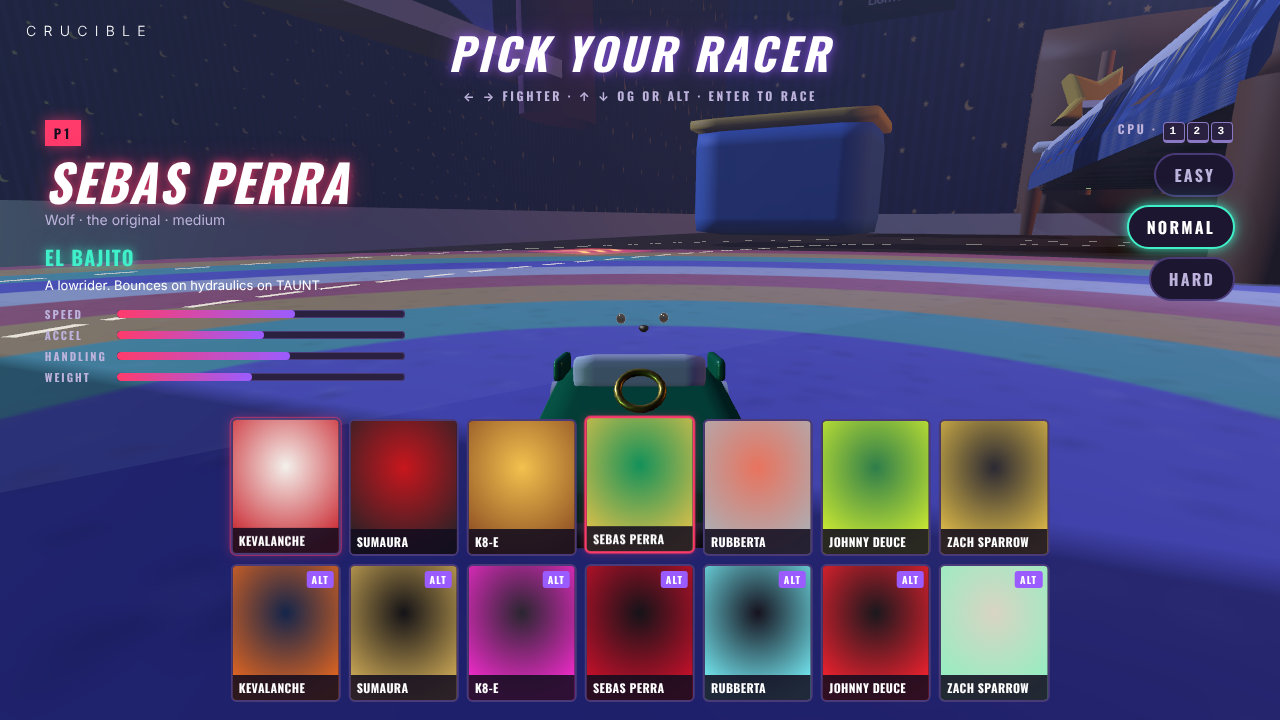 CRUCIBLE
PICK YOUR RACER
← → FIGHTER · ↑ ↓ OG OR ALT · ENTER TO RACE
P1
SEBAS PERRA
Wolf · the original · medium
EL BAJITO
A lowrider. Bounces on hydraulics on TAUNT.
SPEED
ACCEL
HANDLING
WEIGHT
CPU · 1 2 3
EASY
NORMAL
HARD
KEVALANCHE
SUMAURA
K8-E
SEBAS PERRA
RUBBERTA
JOHNNY DEUCE
ZACH SPARROW
ALT
KEVALANCHE
ALT
SUMAURA
ALT
K8-E
ALT
SEBAS PERRA
ALT
RUBBERTA
ALT
JOHNNY DEUCE
ALT
ZACH SPARROW